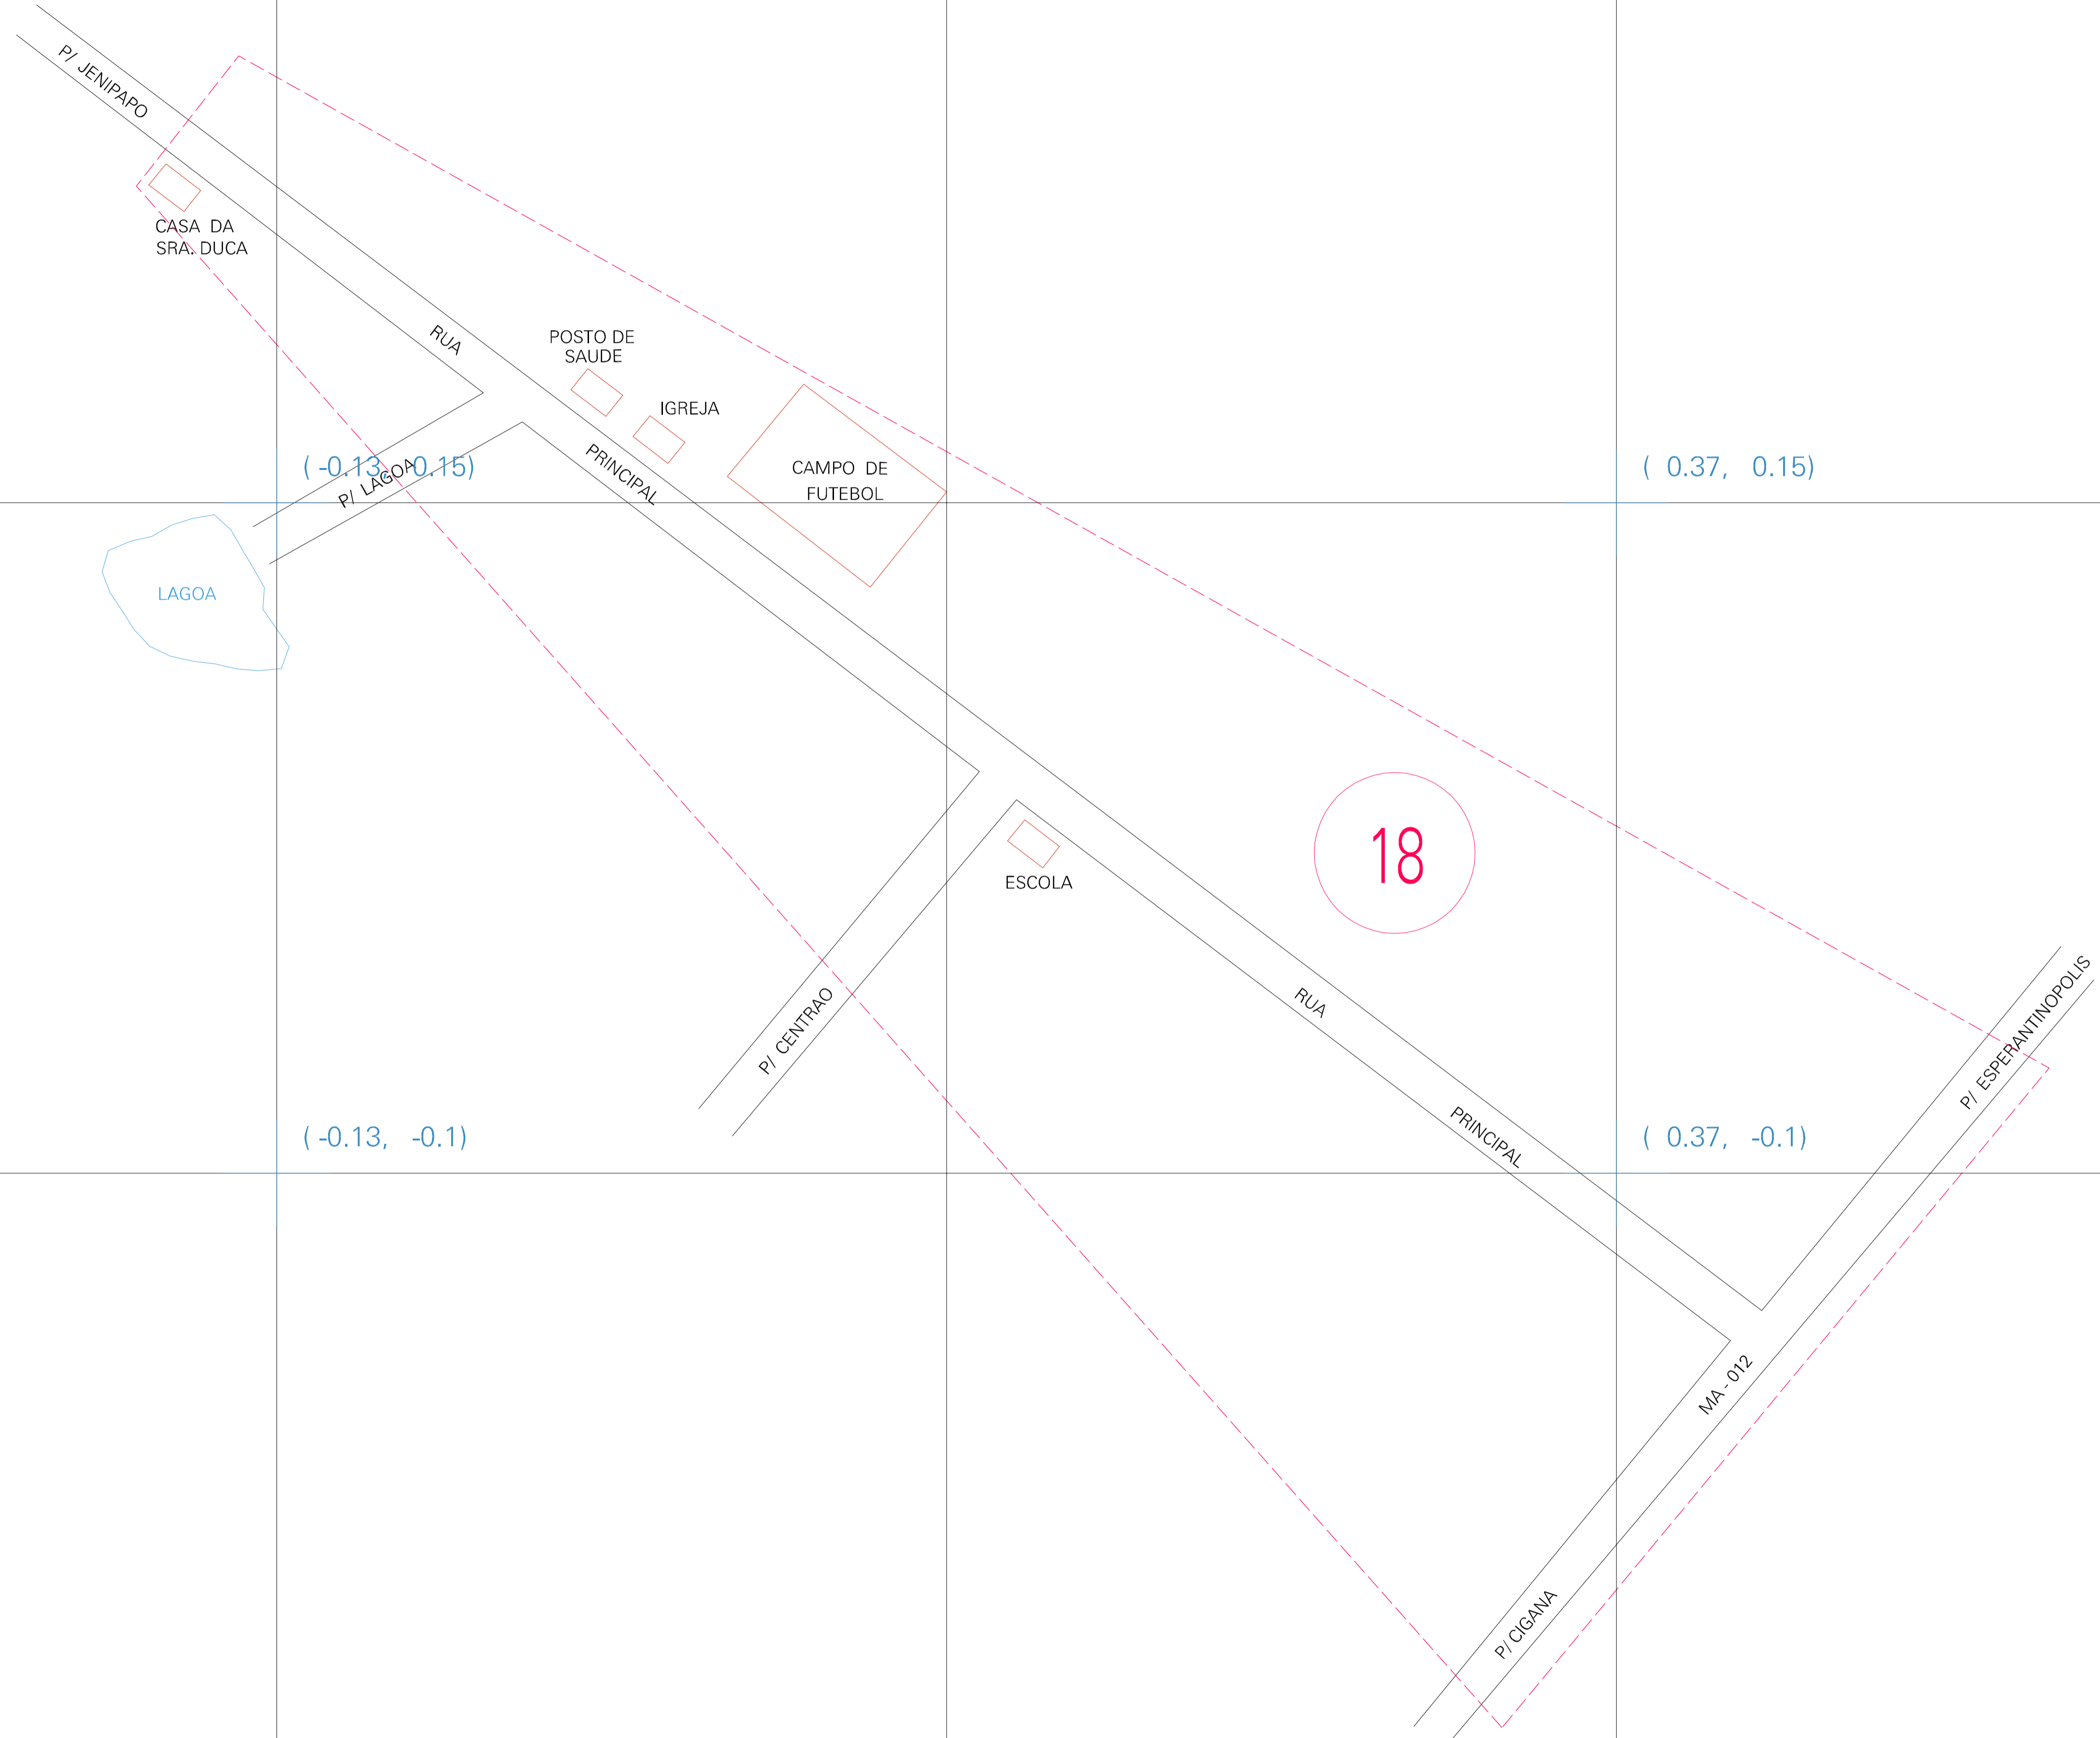 P/ JENIPAPO
CASA DA
SRA. DUCA
RUA
POSTO DE
SAUDE
IGREJA
PRINCIPAL
CAMPO DE
FUTEBOL
( -0.13, 0.15)
( 0.37, 0.15)
P/ LAGOA
LAGOA
18
ESCOLA
P/ CENTRAO
RUA
P/ ESPERANTINOPOLIS
( -0.13, -0.1)
PRINCIPAL
( 0.37, -0.1)
MA - 012
P/ CIGANA